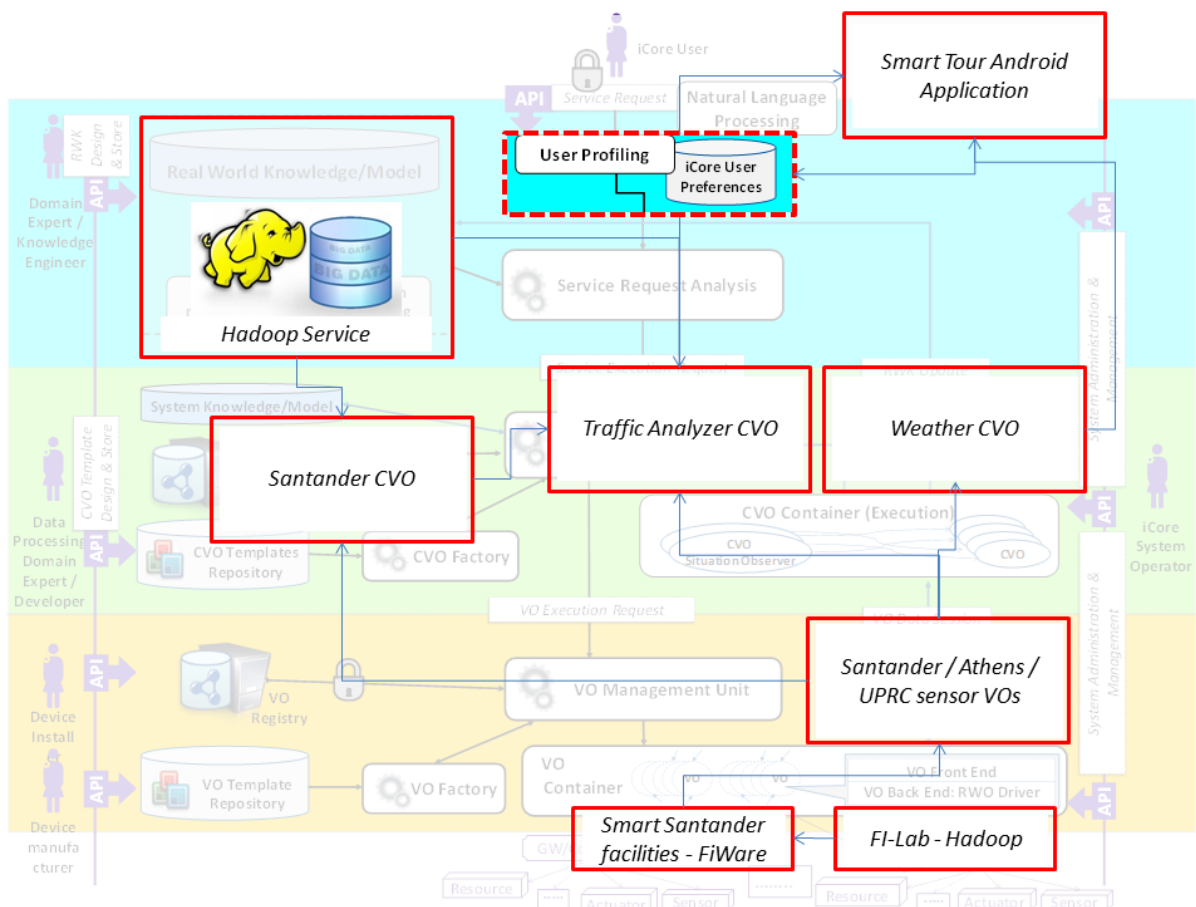 iCore User
Smart Tour Android
Application
API
Service Request
Natural Language
Processing
RWK
Design
& Store
API
Real World Knowledge/Model
User Profiling
iCore User
Preferences
API
Domain
Expert /
Knowledge
Engineer
BIG DATA
BIG DATA
Service Request Analysis
Hadoop Service
System Administration &
Management
RWK Update
System Knowledge/Model
Traffic Analyzer CVO
Weather CVO
Santander CVO
CVO Template
Design & Store
CVO Container (Execution)
API
Data
Processing
Domain
Expert /
Developer
API
CVO Templates
Repository
CVO Factory
CVO
Situation Observer
CVO
iCore
System
Operator
VO Execution Request
System Administration &
Management
Santander / Athens /
UPRC sensor VOs
API
VO
Registry
VO Management Unit
Device
Install
API
VO Template
Repository
VO Factory
VO
Container
VO
VO
VO Front End
VO Back End: RWO Driver
API
Device
manufa
cturer
Smart Santander
facilities - FiWare
FI-Lab - Hadoop
Resource
Actuator
Sensor
Resource
Actuator
Sensor